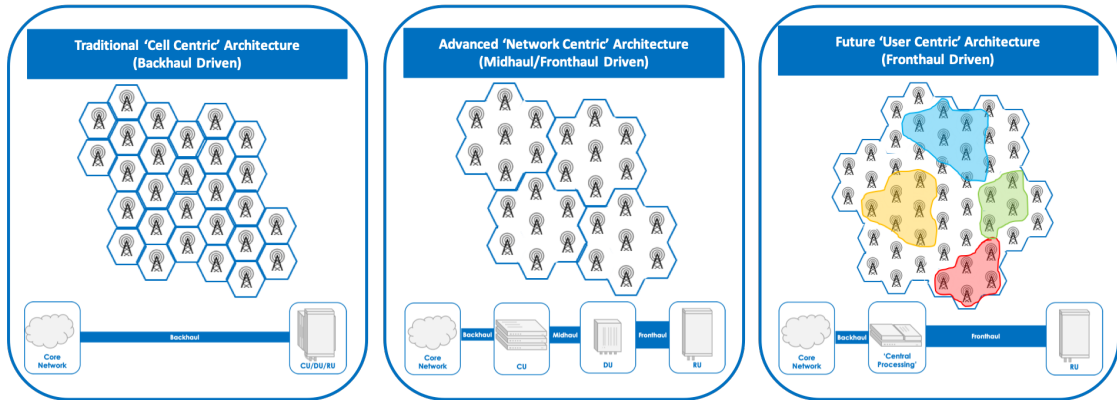 Traditional ‘Cell Centric’ Architecture
(Backhaul Driven)
Core
Network
Backhaul
CU/DU/RU
Advanced ‘Network Centric’ Architecture
(Midhaul/Fronthaul Driven)
Core
Network
Backhaul
CU
Midhaul
DU
Fronthaul
RU
Future ‘User Centric’ Architecture
(Fronthaul Driven)
Core
Network
Backhaul
‘Central
Processing’
Fronthaul
RU